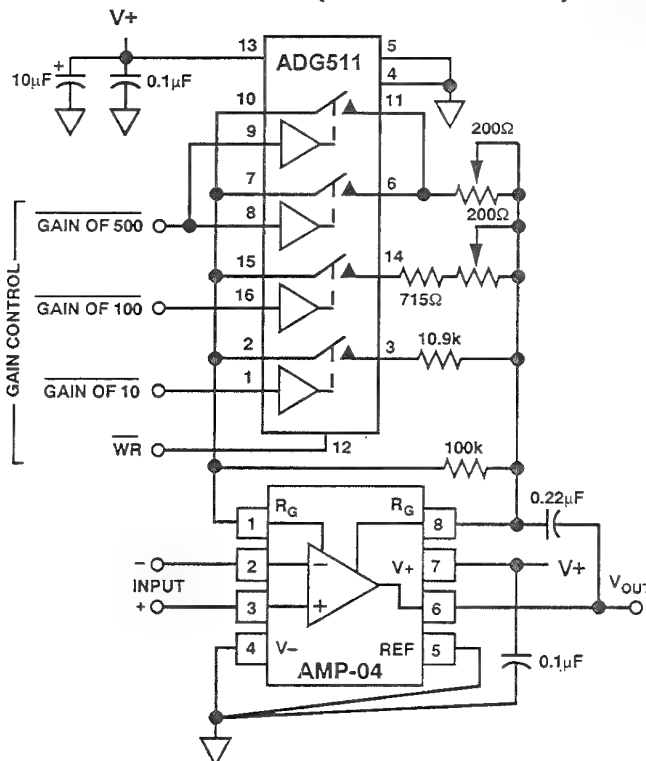 V+
10µF
+
0.1µF
13
ADG511
5
4
10
11
9
200Ω
7
6
GAIN OF 500
8
200Ω
15
14
715Ω
GAIN OF 100
16
GAIN CONTROL
2
3
10.9k
GAIN OF 10
1
WR
12
100k
0.22µF
1
RG
RG
8
−
2
−
V+
7
V+
INPUT
+
3
+
6
VOUT
4
V−
REF
5
0.1µF
AMP-04